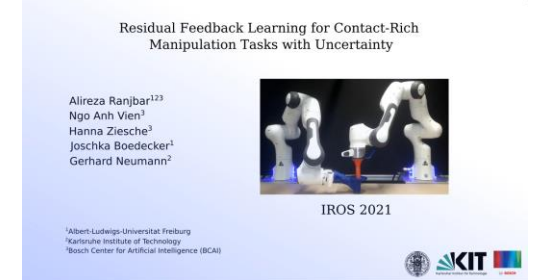 Residual Feedback Learning for Contact-Rich
Manipulation Tasks with Uncertainty
Alireza Ranjbar¹²³
Ngo Anh Vien³
Hanna Ziesche³
Joschka Boedecker¹
Gerhard Neumann²
IROS 2021
¹Albert-Ludwigs-Universitat Freiburg
²Karlsruhe Institute of Technology
³Bosch Center for Artificial Intelligence (BCAI)
KIT